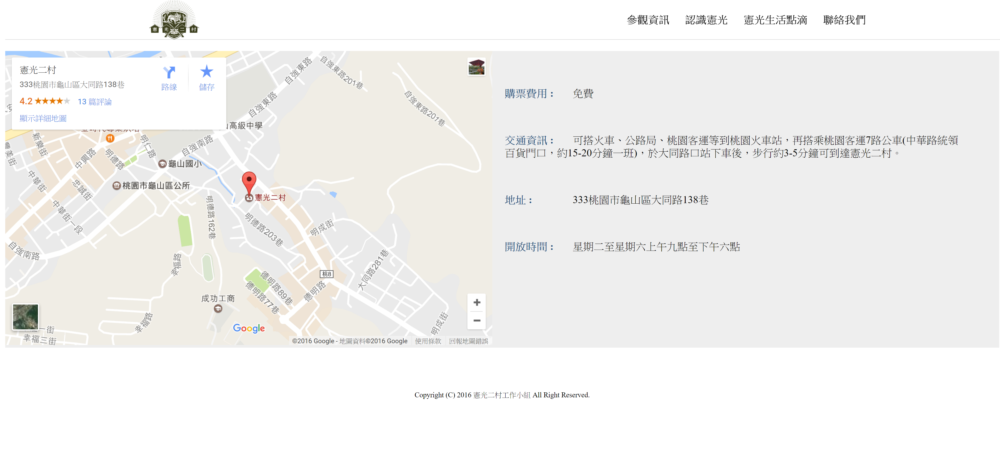 憲光二村
參觀資訊 認識憲光 憲光生活點滴 聯絡我們
憲光二村
333桃園市龜山區大同路138巷
4.2 13 篇評論
顯示詳細地圖
路線
儲存
自強東路
自強東路201巷
自強東路
自強東路201巷
高級中學
新樂街
明仁路
自強南路
豐美街
中興路
明德路
龜山國小
中華街
忠誠街
桃園市龜山區公所
憲光二村
中華街一段
明德路162巷
明德路203巷
明成街
自強南路
幸福路
大同路281巷
桃8
德明路89巷
德明路77巷
德明路
成功工商
幸福路
明成街
一街
幸福三街
Google
©2016 Google - 地圖資料©2016 Google 使用條款 回報地圖錯誤
購票費用： 免費
交通資訊： 可搭火車、公路局、桃園客運等到桃園火車站，再搭乘桃園客運7路公車(中華路統領
百貨門口，約15-20分鐘一班)，於大同路口站下車後，步行約3-5分鐘可到達憲光二村。
地址： 333桃園市龜山區大同路138巷
開放時間： 星期二至星期六上午九點至下午六點
Copyright (C) 2016 憲光二村工作小組 All Right Reserved.